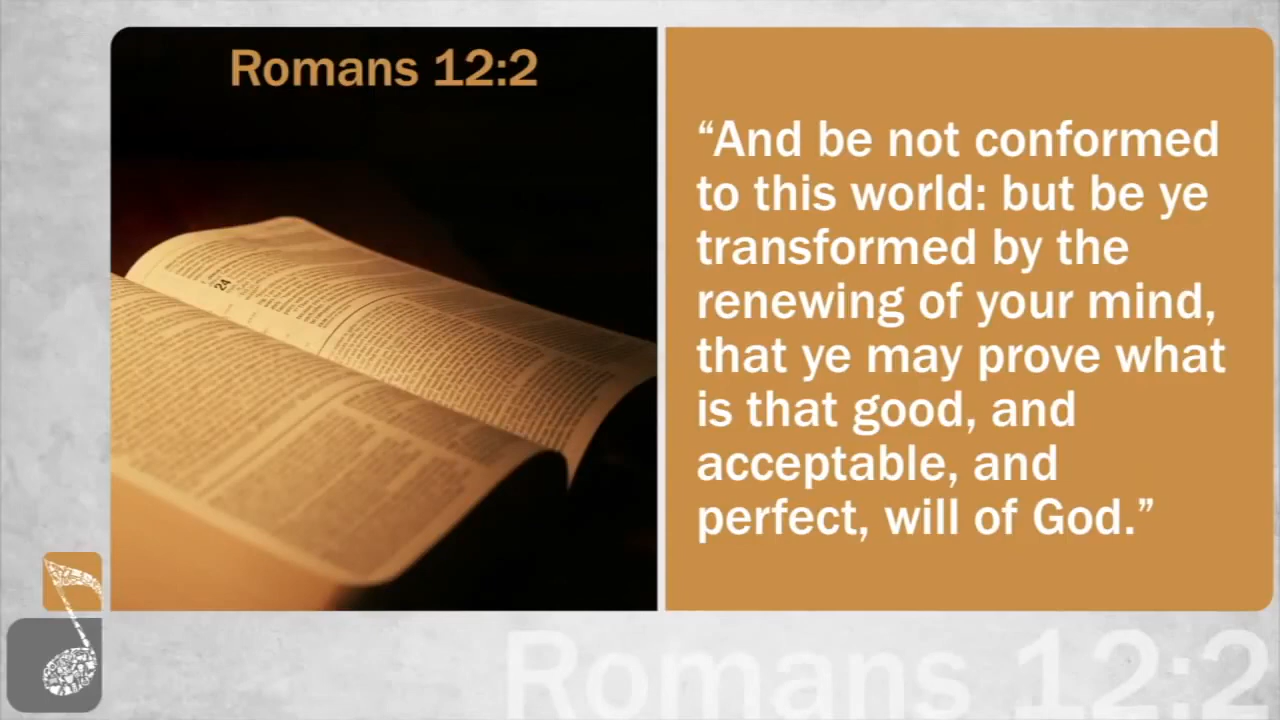 Romans 12:2
“And be not conformed
to this world: but be ye
transformed by the
renewing of your mind,
that ye may prove what
is that good, and
acceptable, and
perfect, will of God.”
24
Romans 12:2